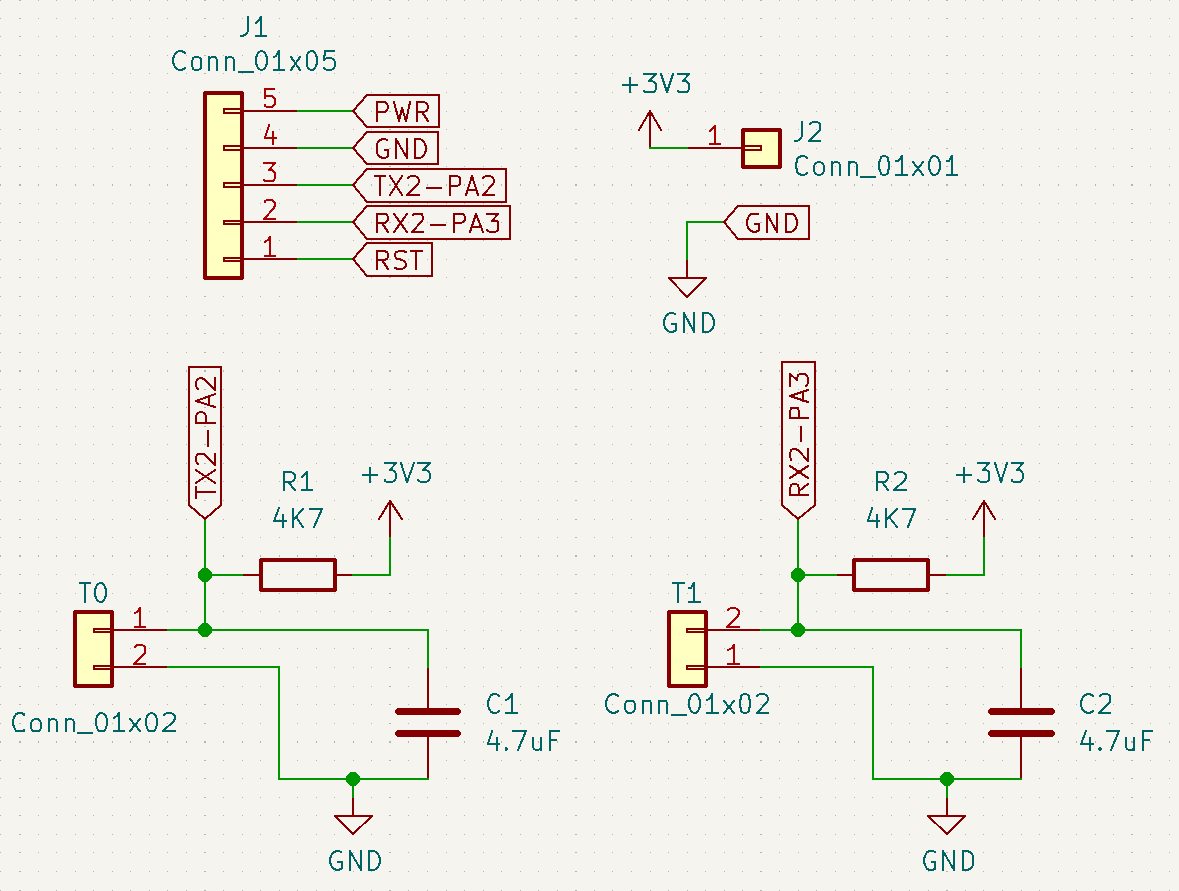 J1
Conn_01x05
5
PWR
4
GND
3
TX2-PA2
2
RX2-PA3
1
RST
+3V3
1
J2
Conn_01x01
GND
GND
TX2-PA2
R1
4K7
+3V3
T0
1
2
Conn_01x02
C1
4.7uF
GND
RX2-PA3
R2
4K7
+3V3
T1
2
1
Conn_01x02
C2
4.7uF
GND